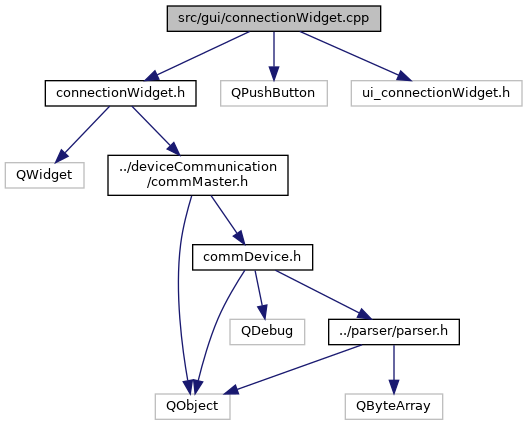 src/gui/connectionWidget.cpp
connectionWidget.h
QPushButton
ui_connectionWidget.h
QWidget
../deviceCommunication
/commMaster.h
commDevice.h
QDebug
../parser/parser.h
QObject
QByteArray